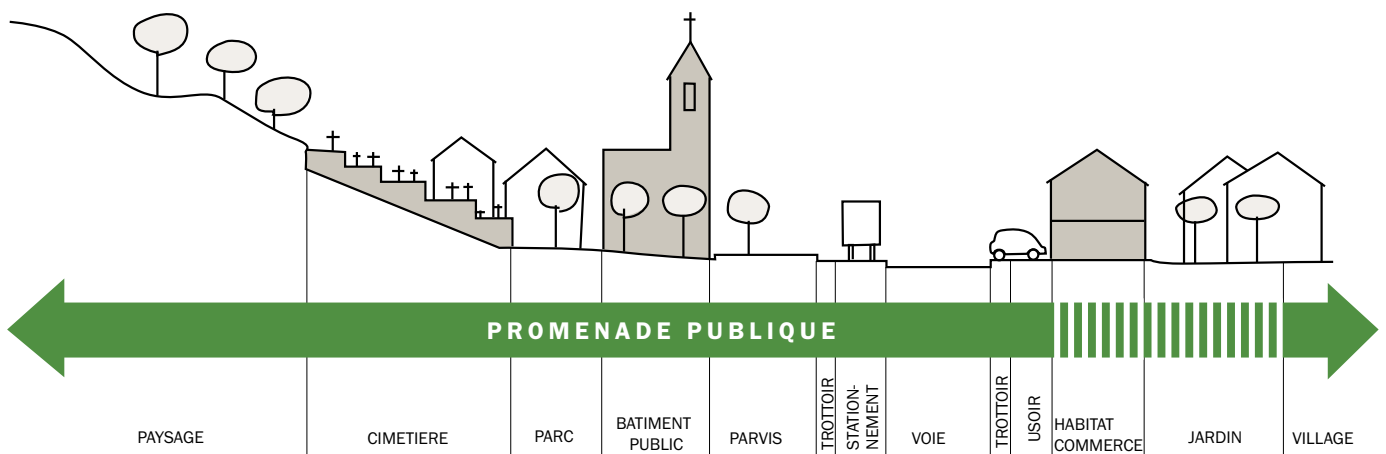 PROMENADE PUBLIQUE
PAYSAGE
CIMETIERE
PARC
BATIMENT
PUBLIC
PARVIS
TROTTOIR
STATION-
NEMENT
VOIE
TROTTOIR
USOIR
HABITAT
COMMERCE
JARDIN
VILLAGE